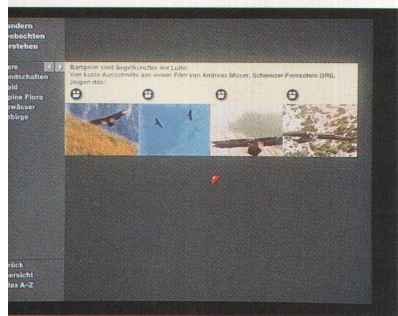 andern
eobachten
erstehen
ere
andschaften
ald
pine Flora
ewässer
ebirge
Bartgeier sind Segelkünstler der Lüfte:
Vier kurze Ausschnitte aus einem Film von Andreas Moser, Schweizer Fernsehen DRS,
zeigen das:
rück
ersicht
dex A–Z